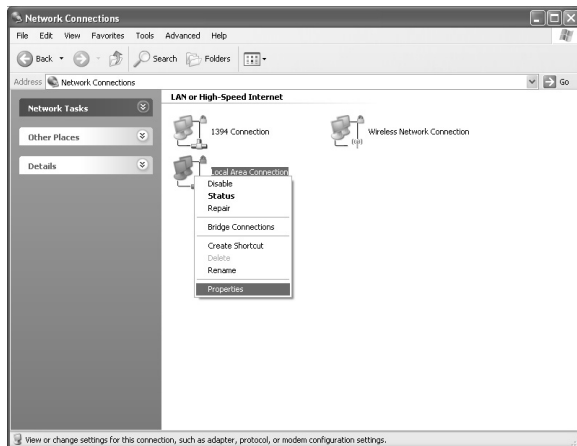 Network Connections
File Edit View Favorites Tools Advanced Help
Back Search Folders
Address Network Connections Go
LAN or High-Speed Internet
Network Tasks
Other Places
Details
1394 Connection
Wireless Network Connection
Local Area Connection
Disable
Status
Repair
Bridge Connections
Create Shortcut
Delete
Rename
Properties
View or change settings for this connection, such as adapter, protocol, or modem configuration settings.